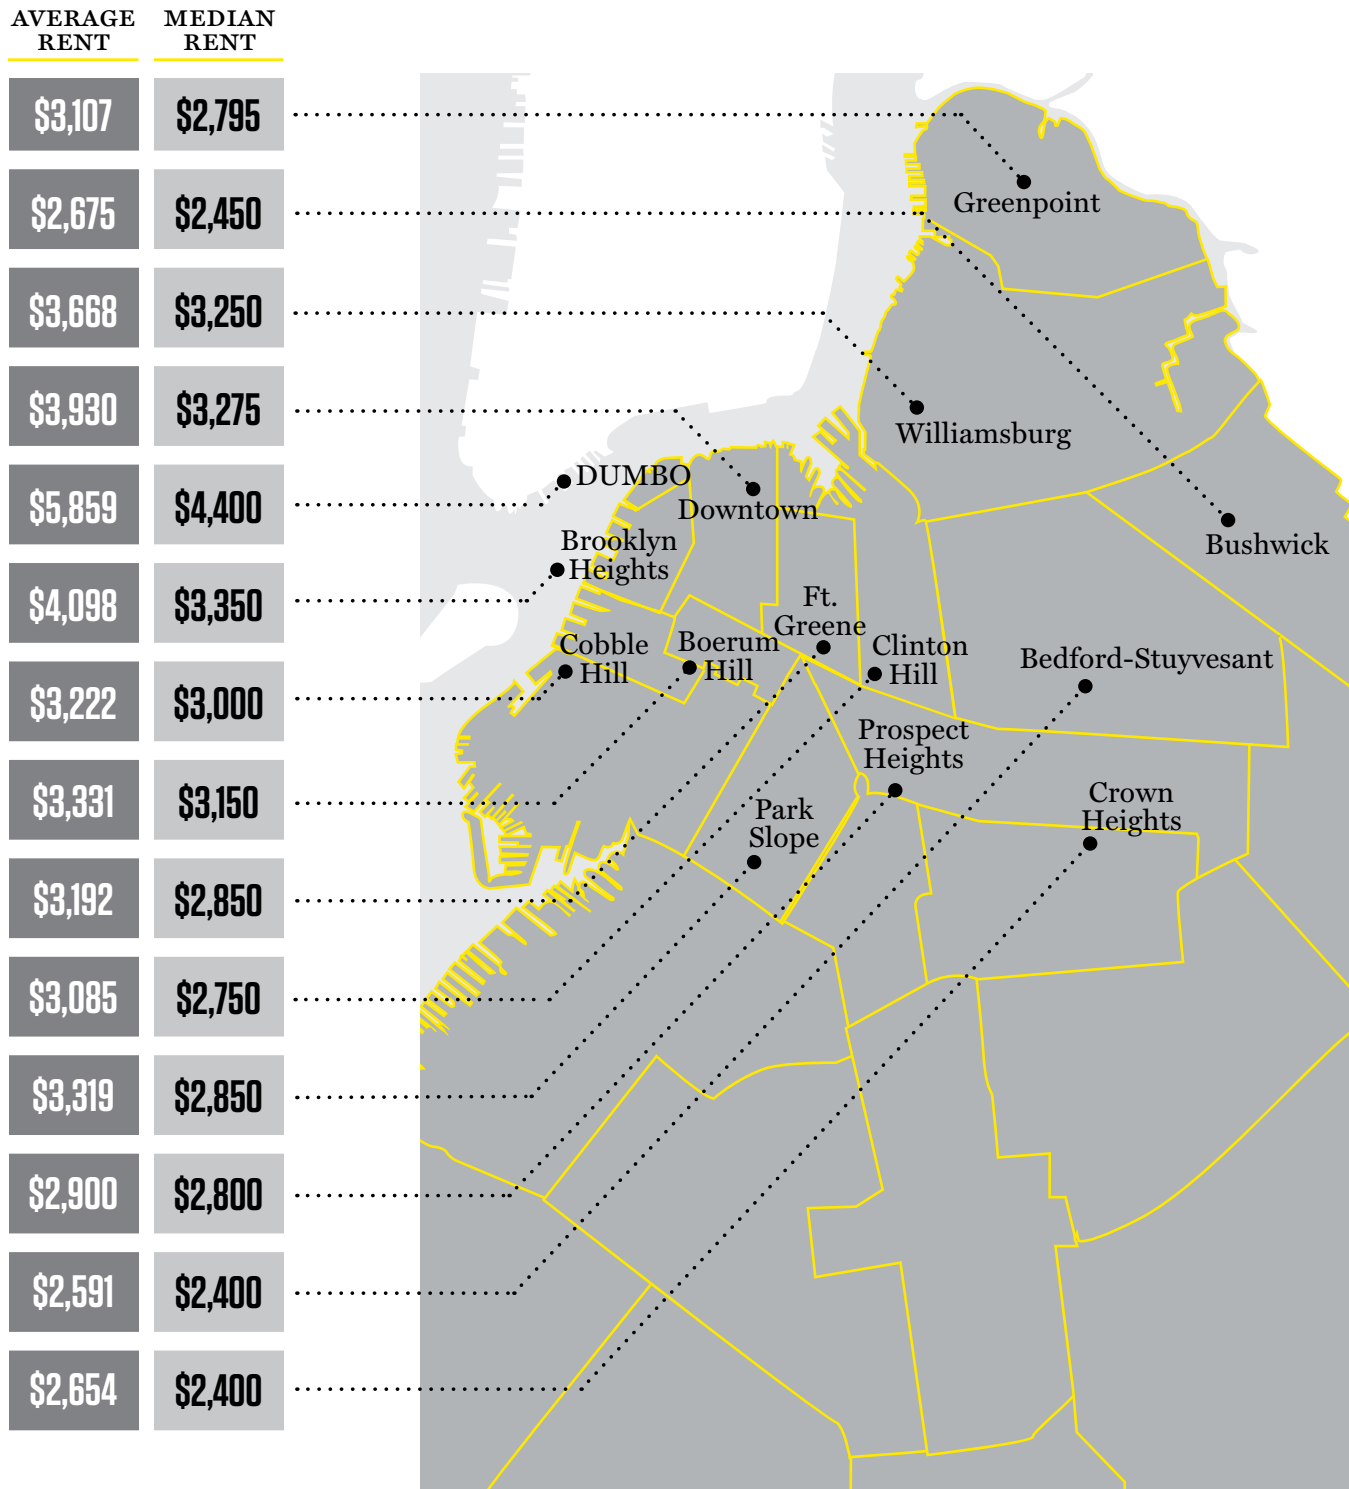 AVERAGE
RENT
MEDIAN
RENT
$3,107 $2,795
$2,675 $2,450
$3,668 $3,250
$3,930 $3,275
$5,859 $4,400
$4,098 $3,350
$3,222 $3,000
$3,331 $3,150
$3,192 $2,850
$3,085 $2,750
$3,319 $2,850
$2,900 $2,800
$2,591 $2,400
$2,654 $2,400
Greenpoint
Williamsburg
DUMBO
Downtown
Bushwick
Brooklyn
Heights
Ft.
Greene
Cobble
Hill
Boerum
Hill
Clinton
Hill
Bedford-Stuyvesant
Prospect
Heights
Park
Slope
Crown
Heights